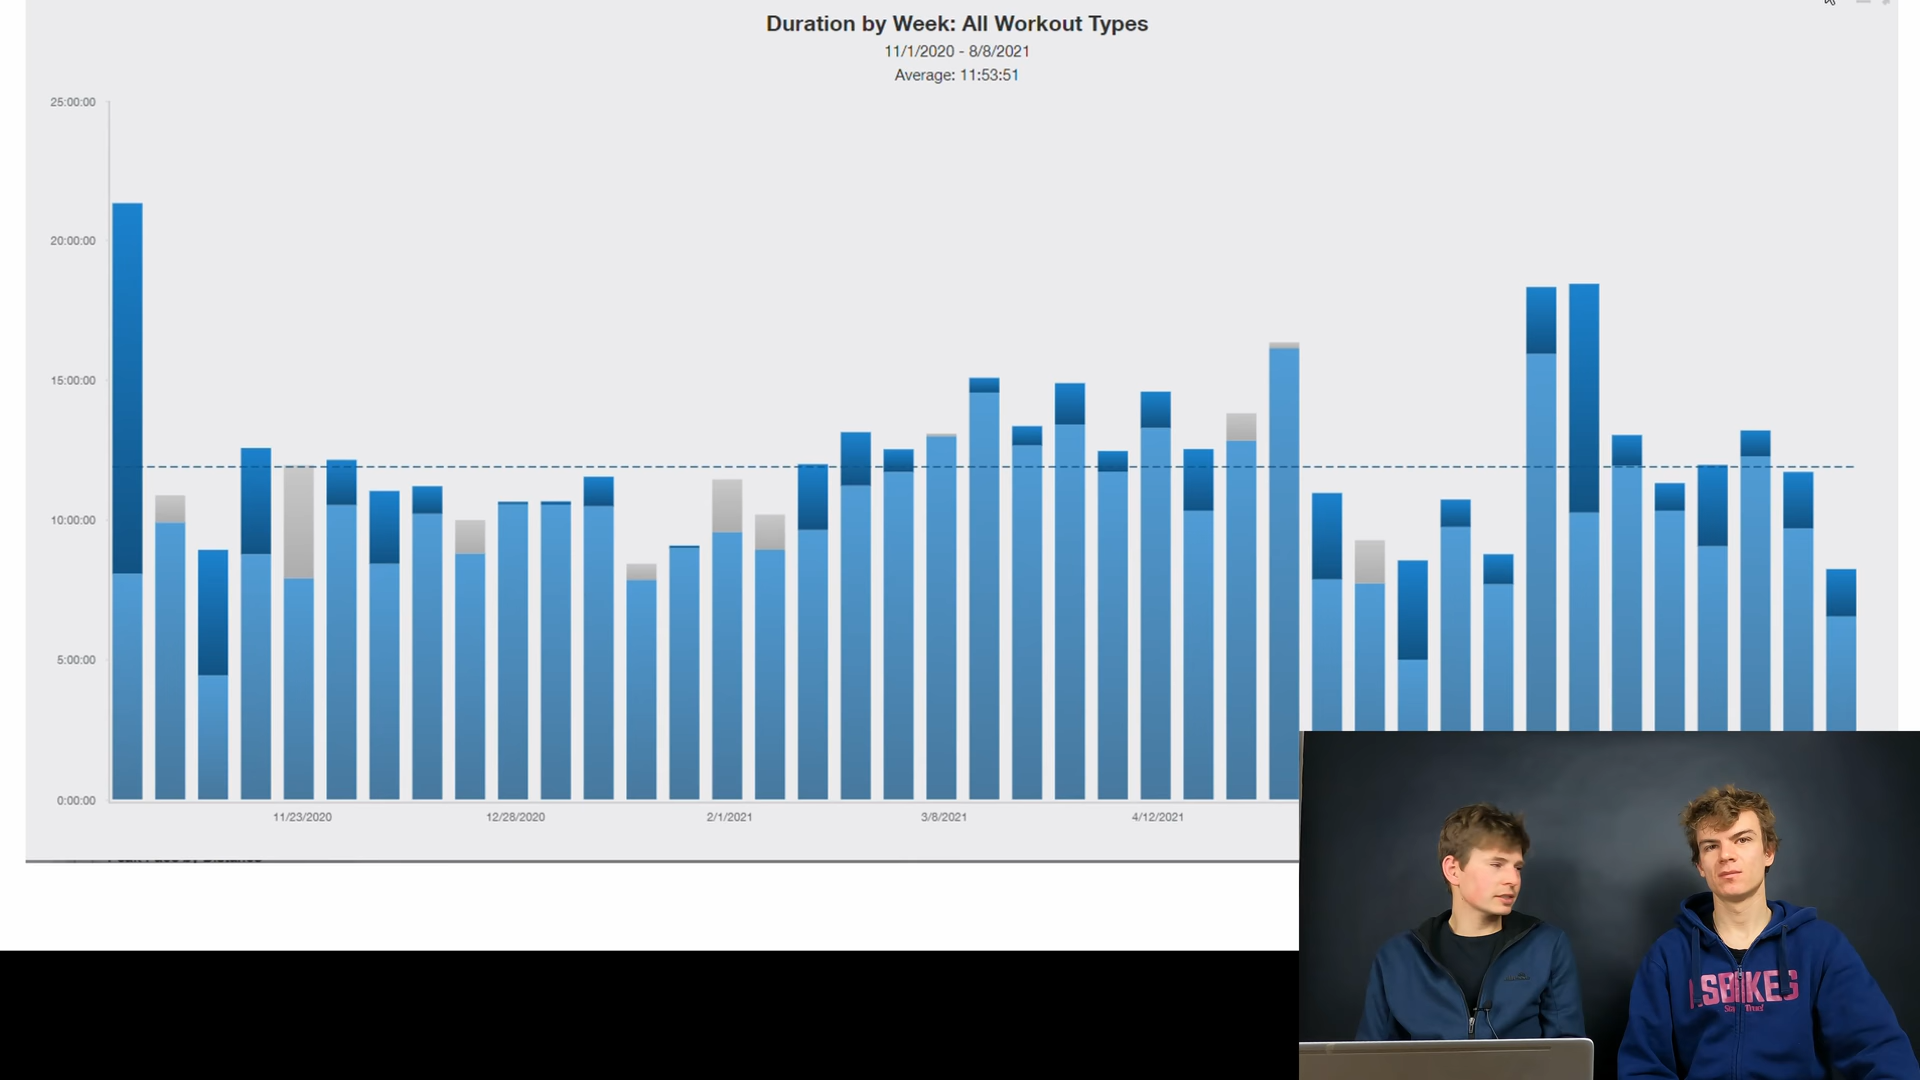 Duration by Week: All Workout Types
11/1/2020 - 8/8/2021
Average: 11:53:51
25:00:00
20:00:00
15:00:00
10:00:00
5:00:00
0:00:00
11/23/2020
12/28/2020
2/1/2021
3/8/2021
4/12/2021
Stay True!